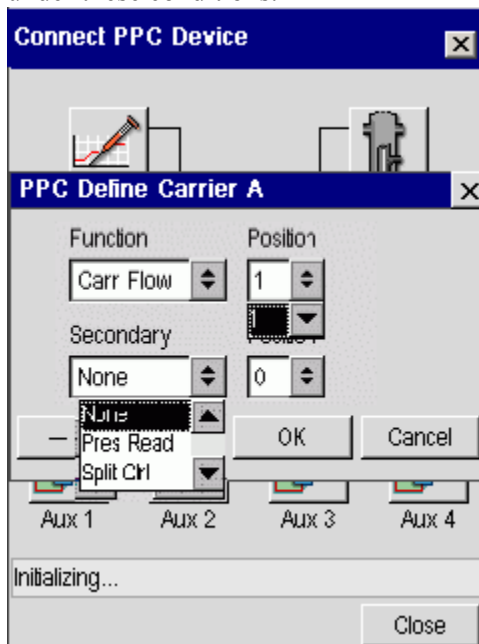 Connect PPC Device
PPC Define Carrier A
Function Position
Carr Flow 1
1
Secondary
None 0
None
Pres Read
Split Ctrl
OK Cancel
Aux 1 Aux 2 Aux 3 Aux 4
Initializing...
Close